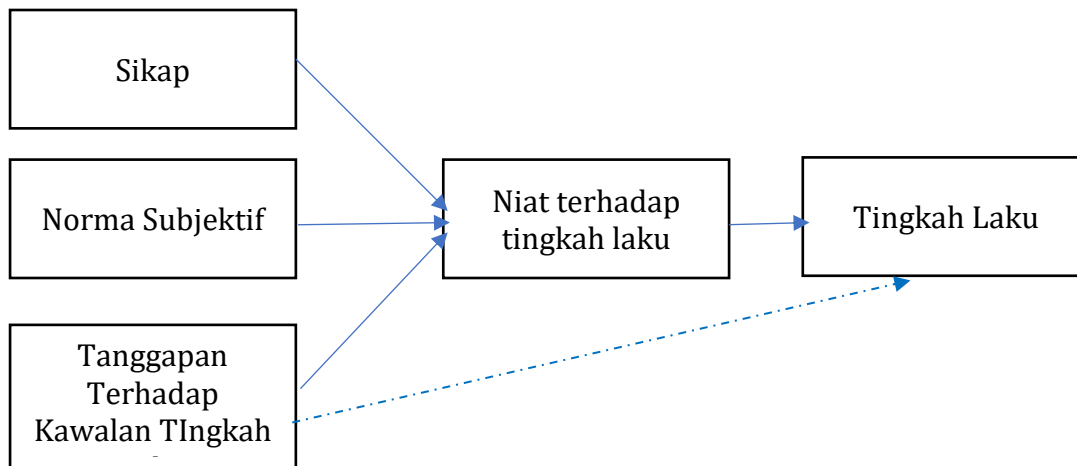 Sikap
Norma Subjektif
Niat terhadap
tingkah laku
Tingkah Laku
Tanggapan
Terhadap
Kawalan TIngkah